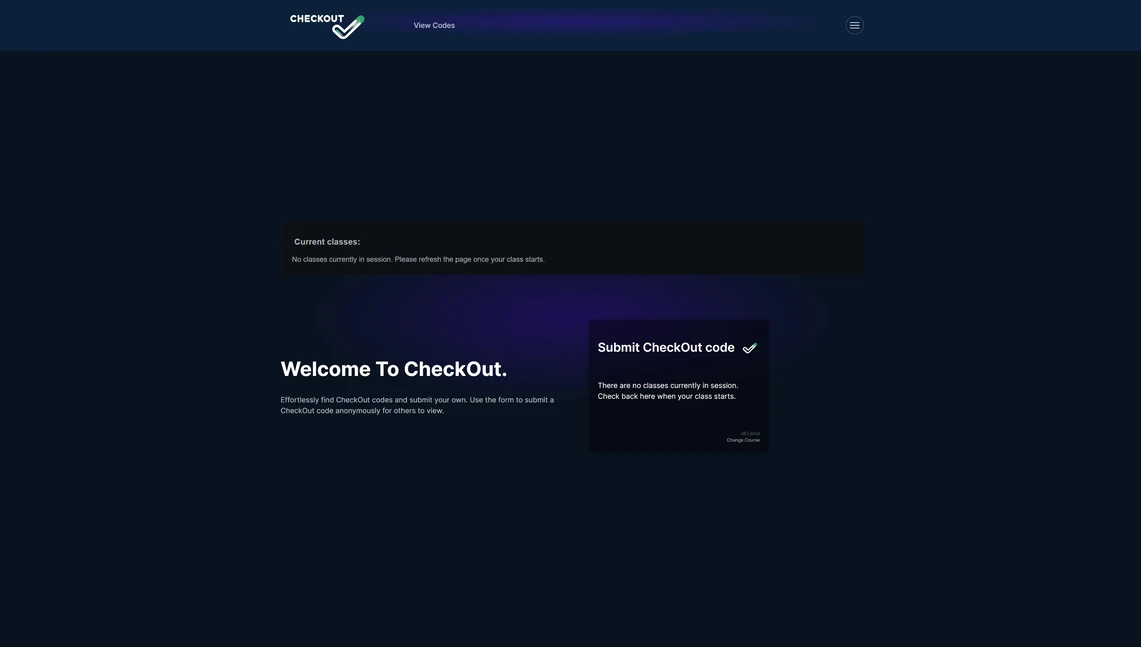 CHECKOUT
View Codes
Current classes:
No classes currently in session. Please refresh the page once your class starts.
Welcome To CheckOut.
Effortlessly find CheckOut codes and submit your own. Use the form to submit a
CheckOut code anonymously for others to view.
Submit CheckOut code
There are no classes currently in session.
Check back here when your class starts.
Change Course